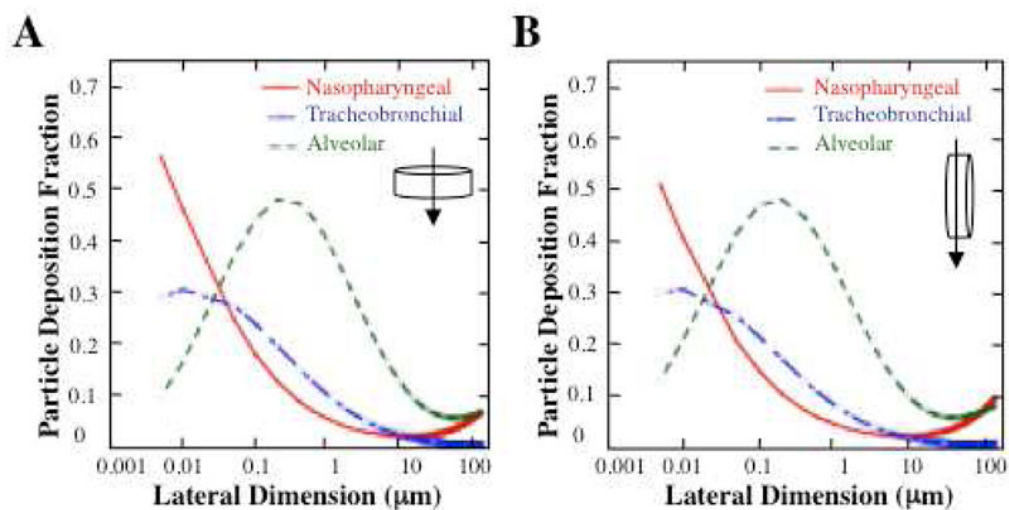 A
Particle Deposition Fraction
0.7
0.6
0.5
0.4
0.3
0.2
0.1
0
Nasopharyngeal
Tracheobronchial
Alveolar
0.001 0.01 0.1 1 10 100
Lateral Dimension (μm)
B
Particle Deposition Fraction
0.7
0.6
0.5
0.4
0.3
0.2
0.1
0
Nasopharyngeal
Tracheobronchial
Alveolar
0.001 0.01 0.1 1 10 100
Lateral Dimension (μm)